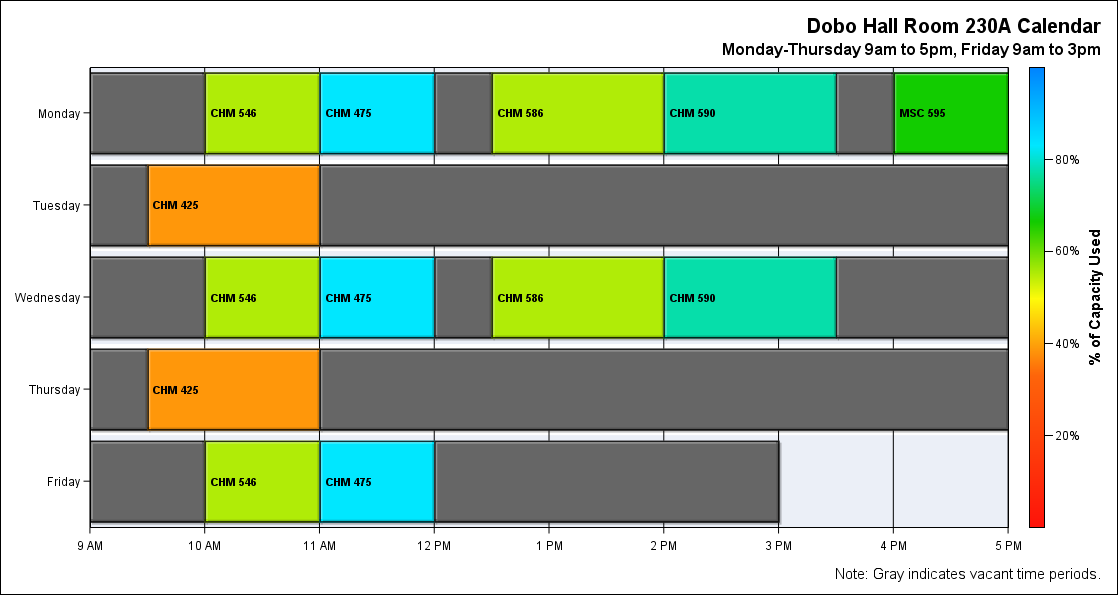 Dobo Hall Room 230A Calendar
Monday-Thursday 9am to 5pm, Friday 9am to 3pm
Monday
CHM 546
CHM 475
CHM 586
CHM 590
MSC 595
Tuesday
CHM 425
Wednesday
CHM 546
CHM 475
CHM 586
CHM 590
Thursday
CHM 425
Friday
CHM 546
CHM 475
9 AM
10 AM
11 AM
12 PM
1 PM
2 PM
3 PM
4 PM
5 PM
80%
60%
40%
20%
% of Capacity Used
Note: Gray indicates vacant time periods.